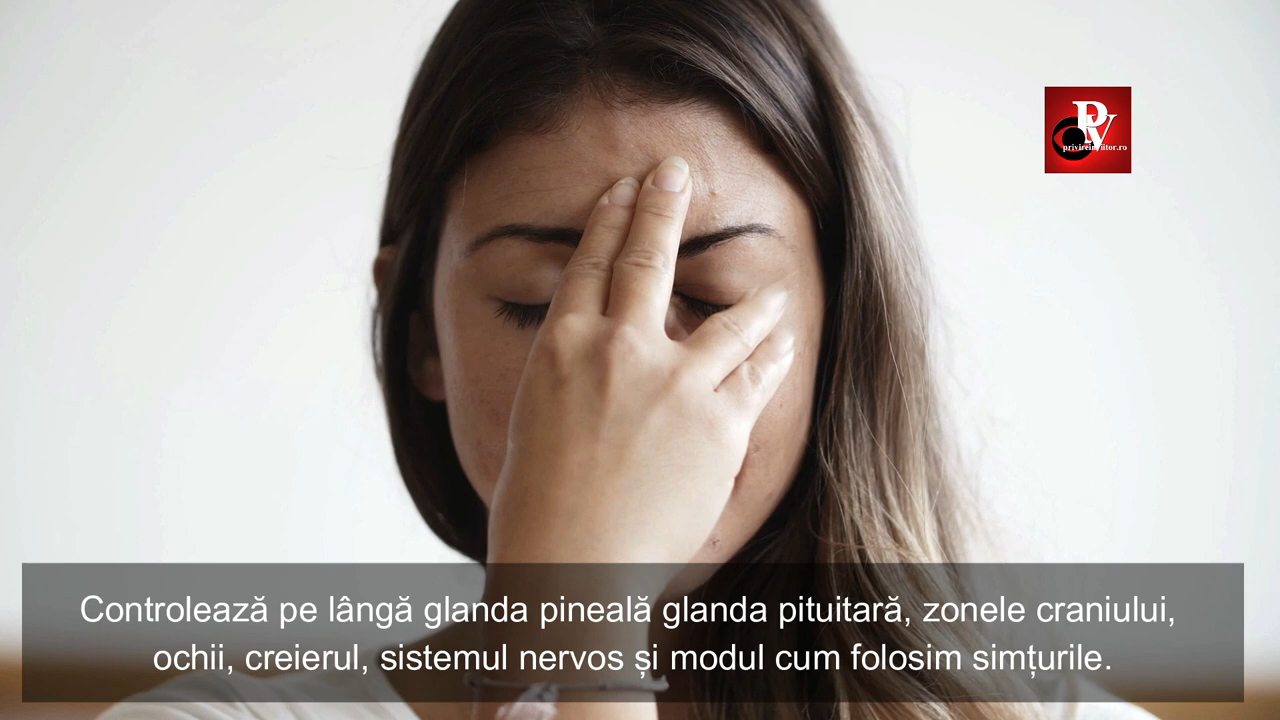 PV
privireinviitor.ro
Controlează pe lângă glanda pineală glanda pituitară, zonele craniului,
ochii, creierul, sistemul nervos și modul cum folosim simțurile.